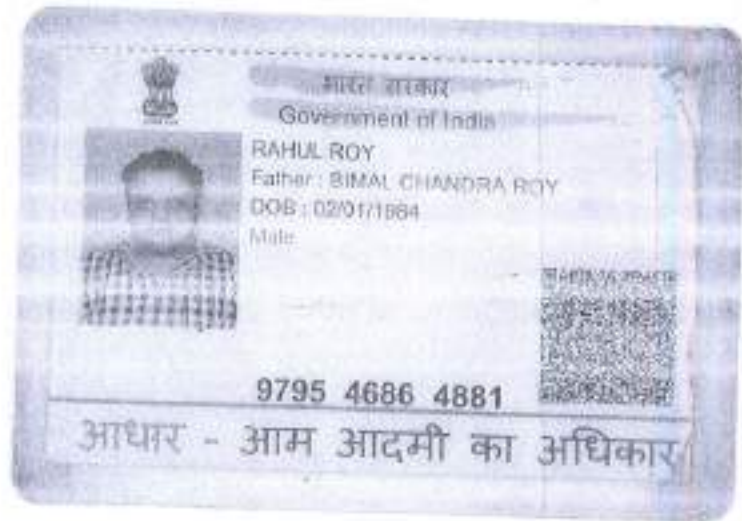 भारत सरकार
Government of India
RAHUL ROY
Father : BIMAL CHANDRA ROY
DOB : 02/01/1984
Male
9795 4686 4881
आधार - आम आदमी का अधिकार